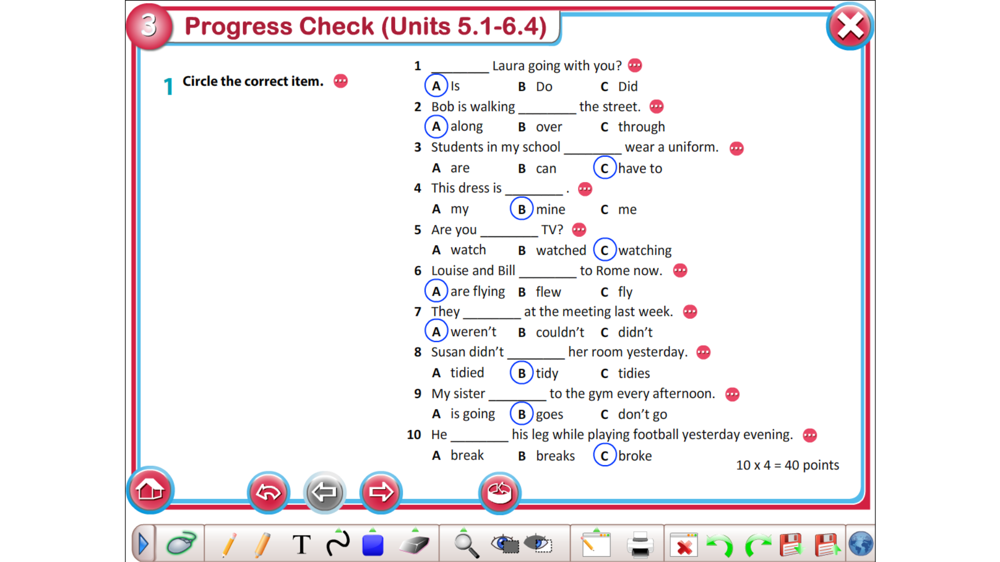 3 Progress Check (Units 5.1-6.4)
1 Circle the correct item.
1 ________ Laura going with you?
A Is B Do C Did
2 Bob is walking ________ the street.
A along B over C through
3 Students in my school ________ wear a uniform.
A are B can C have to
4 This dress is ________ .
A my B mine C me
5 Are you ________ TV?
A watch B watched C watching
6 Louise and Bill ________ to Rome now.
A are flying B flew C fly
7 They ________ at the meeting last week.
A weren’t B couldn’t C didn’t
8 Susan didn’t ________ her room yesterday.
A tidied B tidy C tidies
9 My sister ________ to the gym every afternoon.
A is going B goes C don’t go
10 He ________ his leg while playing football yesterday evening.
A break B breaks C broke
10 x 4 = 40 points
T